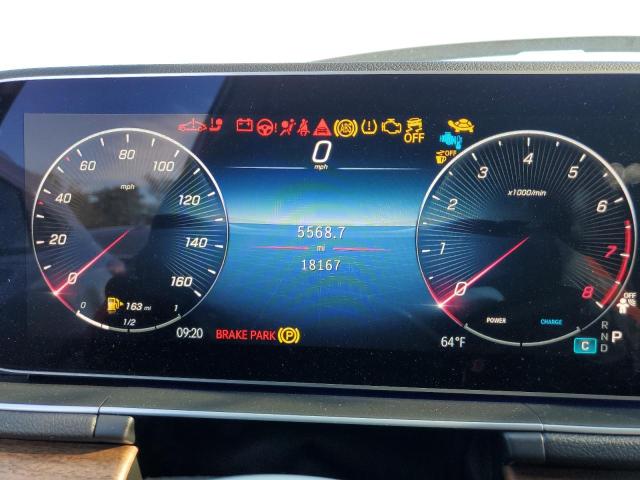 ABS
OFF
OFF
0
mph
0 20 40 60 80 100 120 140 160
mph
5568.7
mi
18167
0 1 2 3 4 5 6 7 8
x1000/min
163 mi
0 1/2 1
POWER CHARGE
OFF
09:20 BRAKE PARK P
64°F
C
R
N P
D